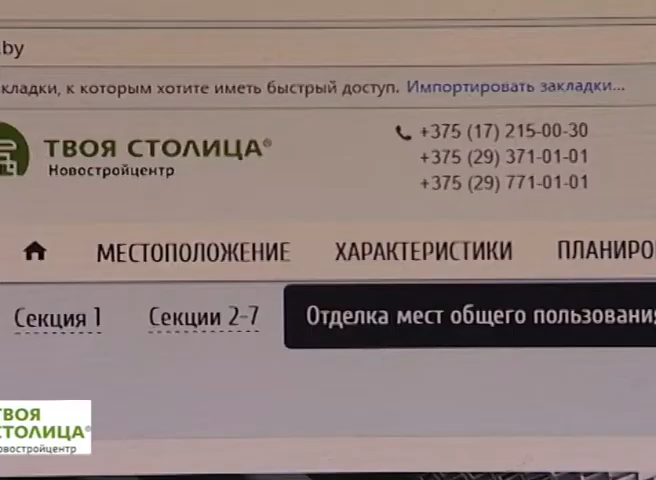 .by
кладки, к которым хотите иметь быстрый доступ. Импортировать закладки...
ТВОЯ СТОЛИЦА®
Новостройцентр
+375 (17) 215-00-30
+375 (29) 371-01-01
+375 (29) 771-01-01
МЕСТОПОЛОЖЕНИЕ ХАРАКТЕРИСТИКИ ПЛАНИРО
Секция 1 Секции 2-7 Отделка мест общего пользовани
ТВОЯ
СТОЛИЦА®
овостройцентр